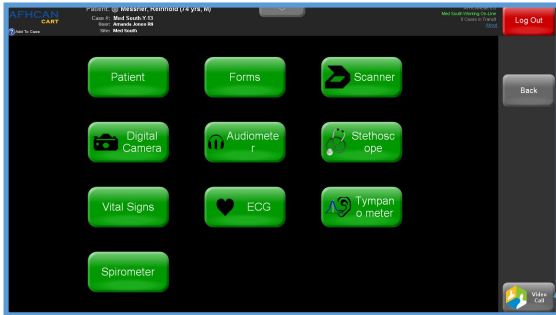 AFHCAN
CART
Add To Case
Patient: Messner, Reinhold (74 yrs, M)
Case #: Med South Y-13
User: Amanda Jones RN
Site: Med South
Med South Working On-Line
0 Cases in Transit
Log Out
Patient
Forms
Scanner
Back
Digital
Camera
Audiomete
r
Stethosc
ope
Vital Signs
ECG
Tympan
o meter
Spirometer
Video
Call